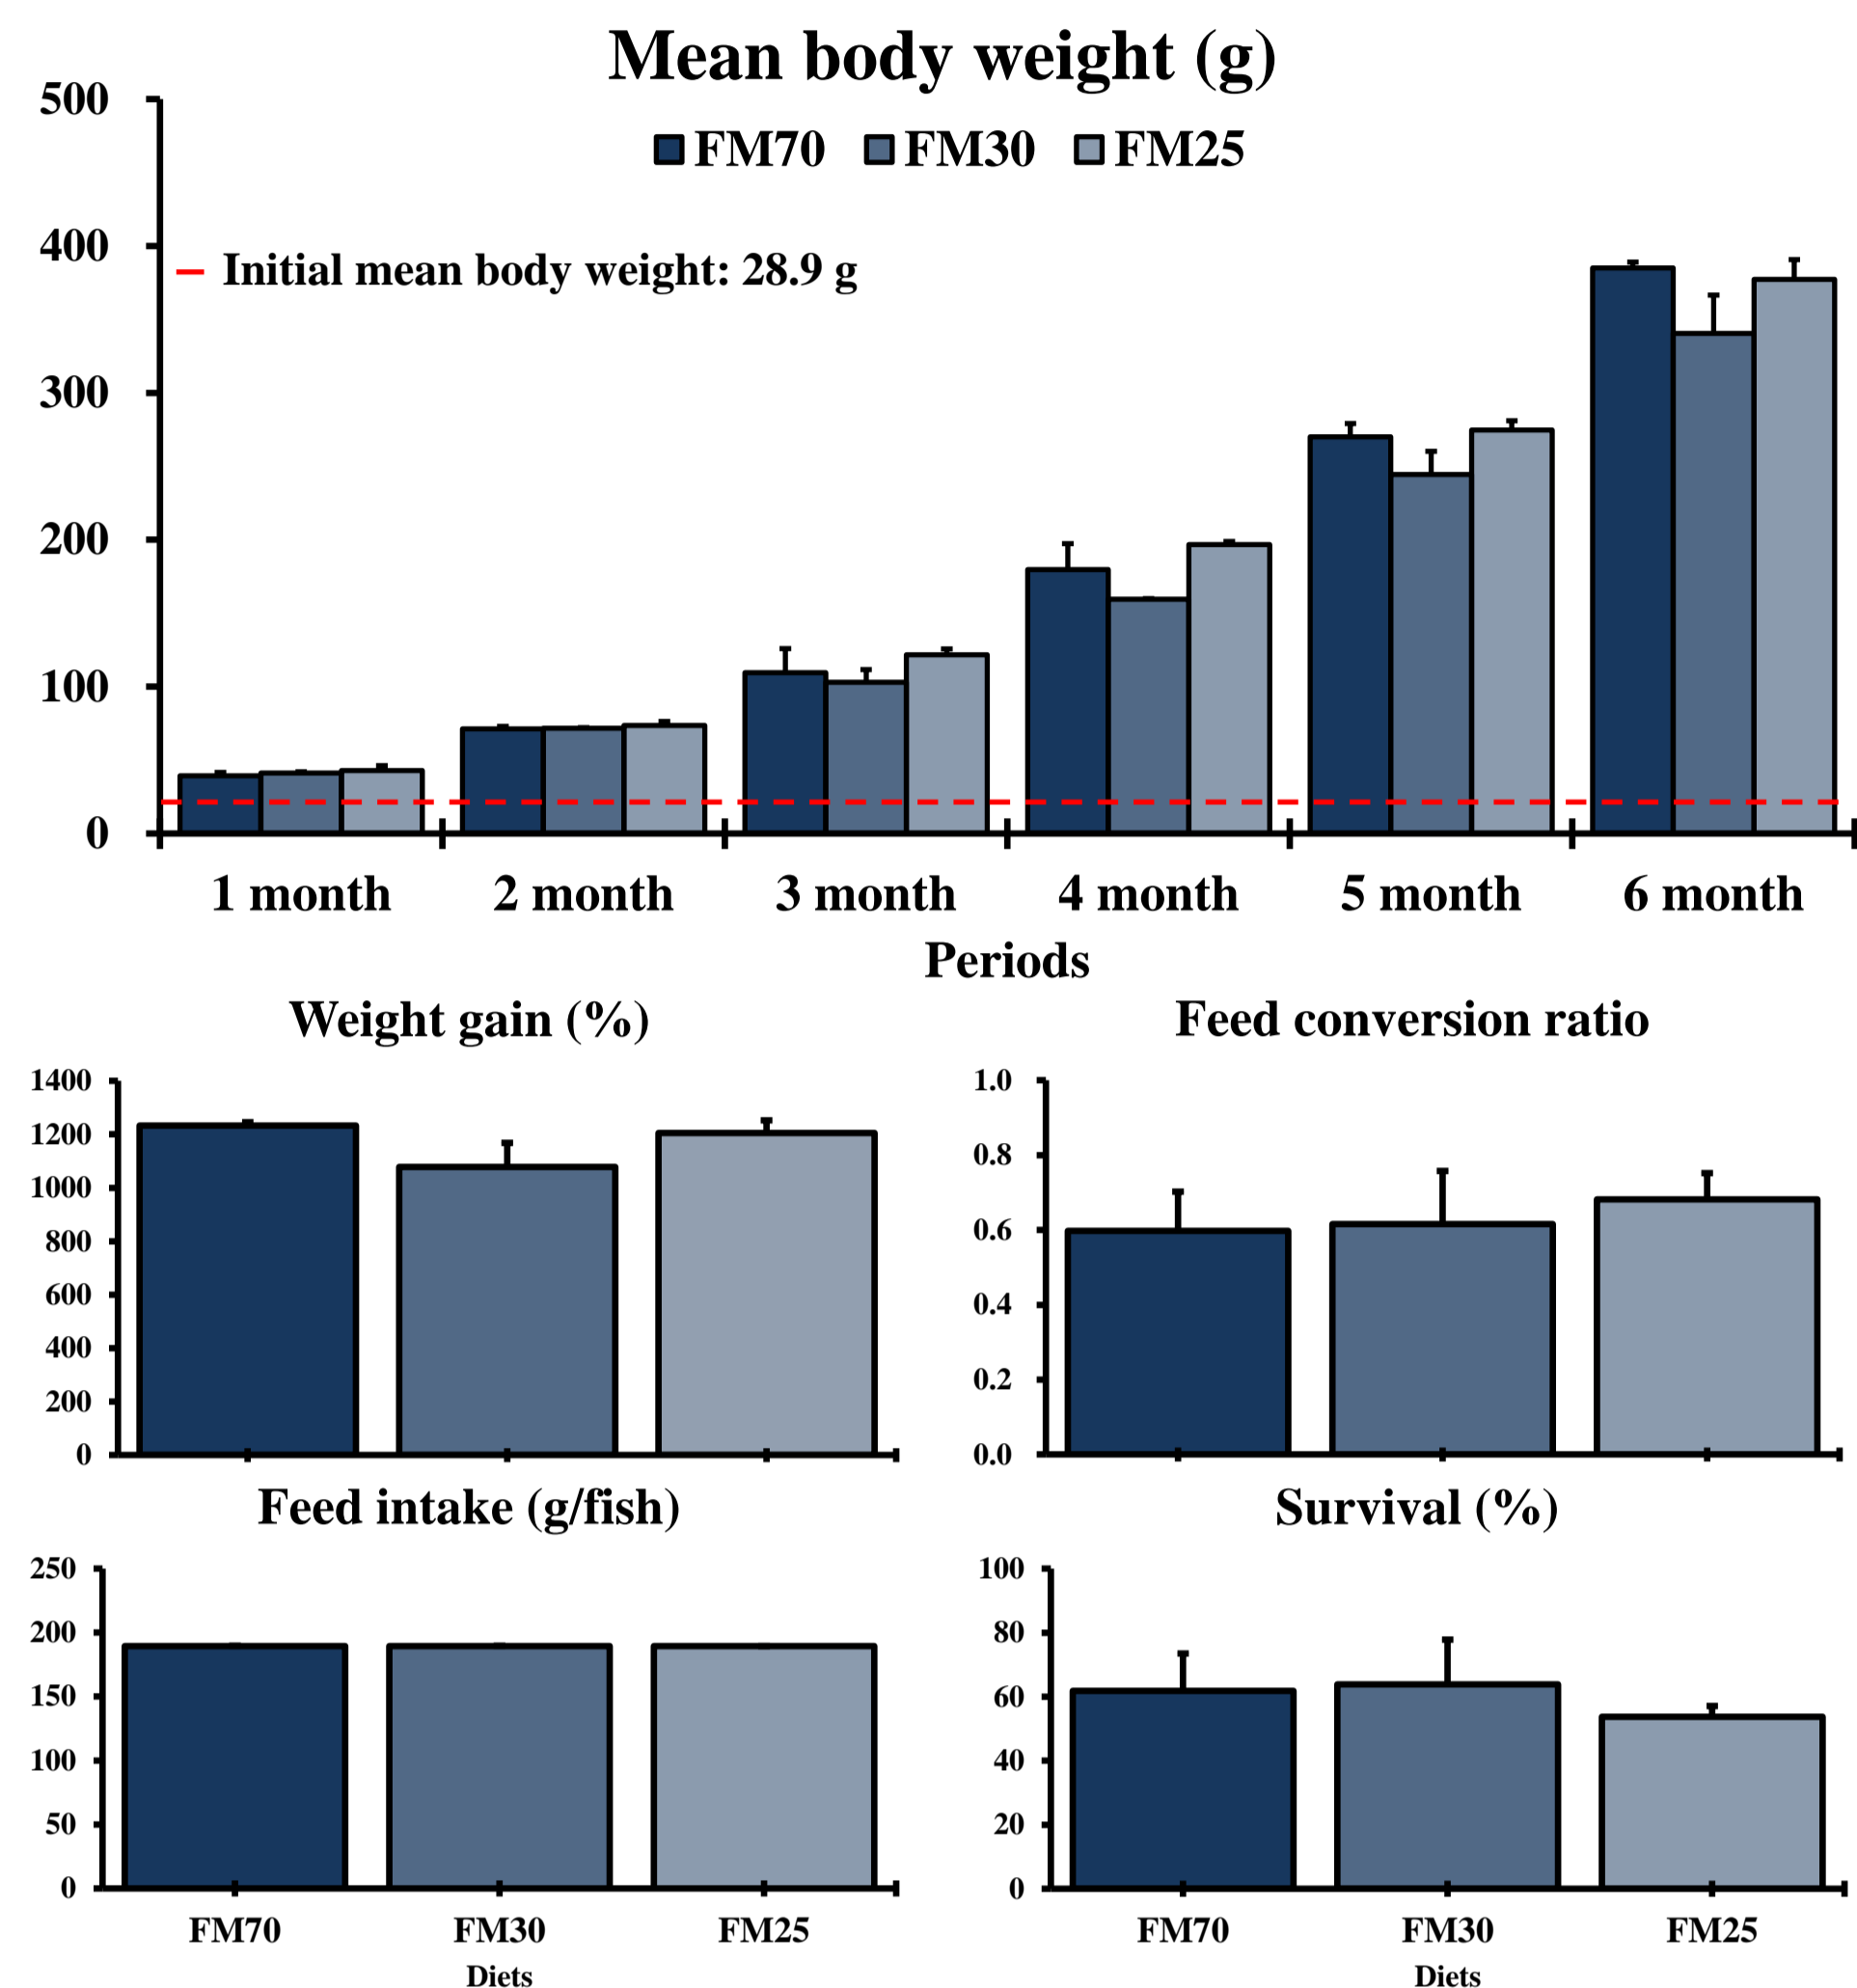 Mean body weight (g)
500
FM70 FM30 FM25
400
Initial mean body weight: 28.9 g
300
200
100
0
1 month 2 month 3 month 4 month 5 month 6 month
Periods
Weight gain (%)
1400
1200
1000
800
600
400
200
0
Feed conversion ratio
1.0
0.8
0.6
0.4
0.2
0.0
Feed intake (g/fish)
250
200
150
100
50
0
FM70 FM30 FM25
Diets
Survival (%)
100
80
60
40
20
0
FM70 FM30 FM25
Diets